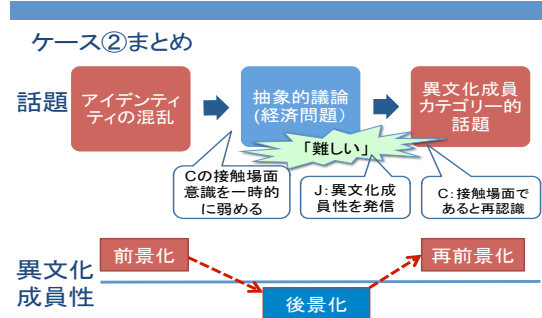 ケース②まとめ
話題
アイデンティ
ティの混乱
抽象的議論
(経済問題)
異文化成員
カテゴリー的
話題
「難しい」
Cの接触場面
意識を一時的
に弱める
J:異文化成
員性を発信
C:接触場面で
あると再認識
異文化
成員性
前景化
後景化
再前景化